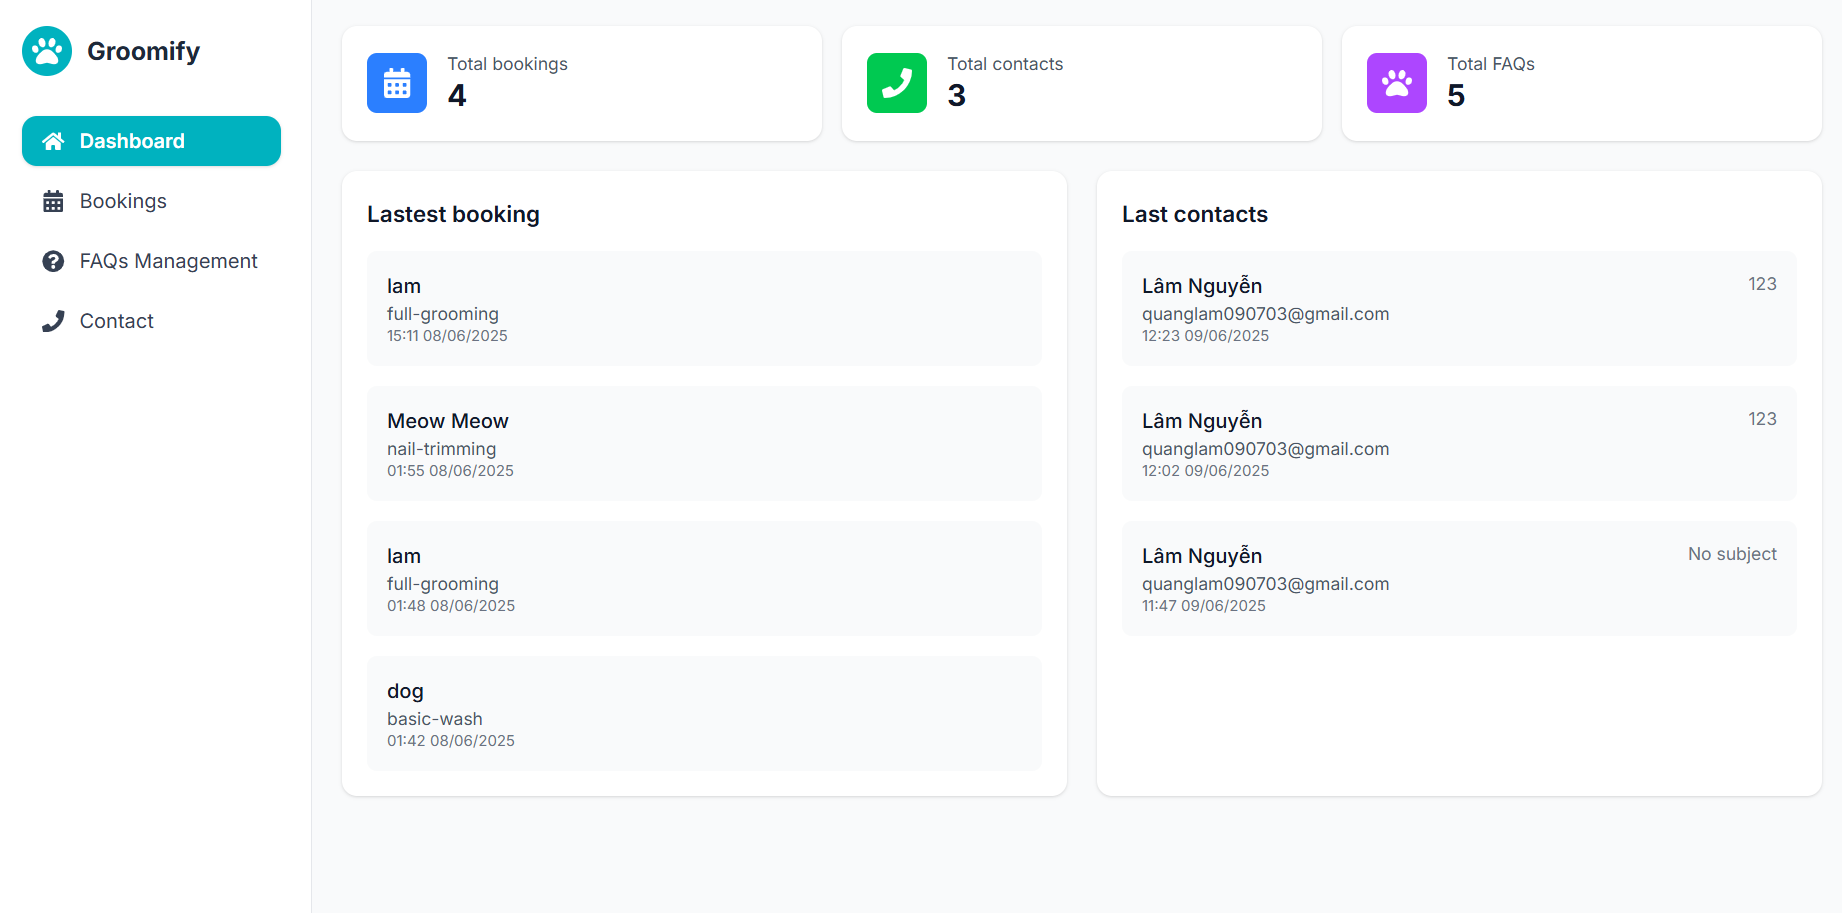 Groomify
Dashboard
Bookings
FAQs Management
Contact
Total bookings
4
Total contacts
3
Total FAQs
5
Lastest booking
lam
full-grooming
15:11 08/06/2025
Meow Meow
nail-trimming
01:55 08/06/2025
lam
full-grooming
01:48 08/06/2025
dog
basic-wash
01:42 08/06/2025
Last contacts
Lâm Nguyễn
123
quanglam090703@gmail.com
12:23 09/06/2025
Lâm Nguyễn
123
quanglam090703@gmail.com
12:02 09/06/2025
Lâm Nguyễn
No subject
quanglam090703@gmail.com
11:47 09/06/2025